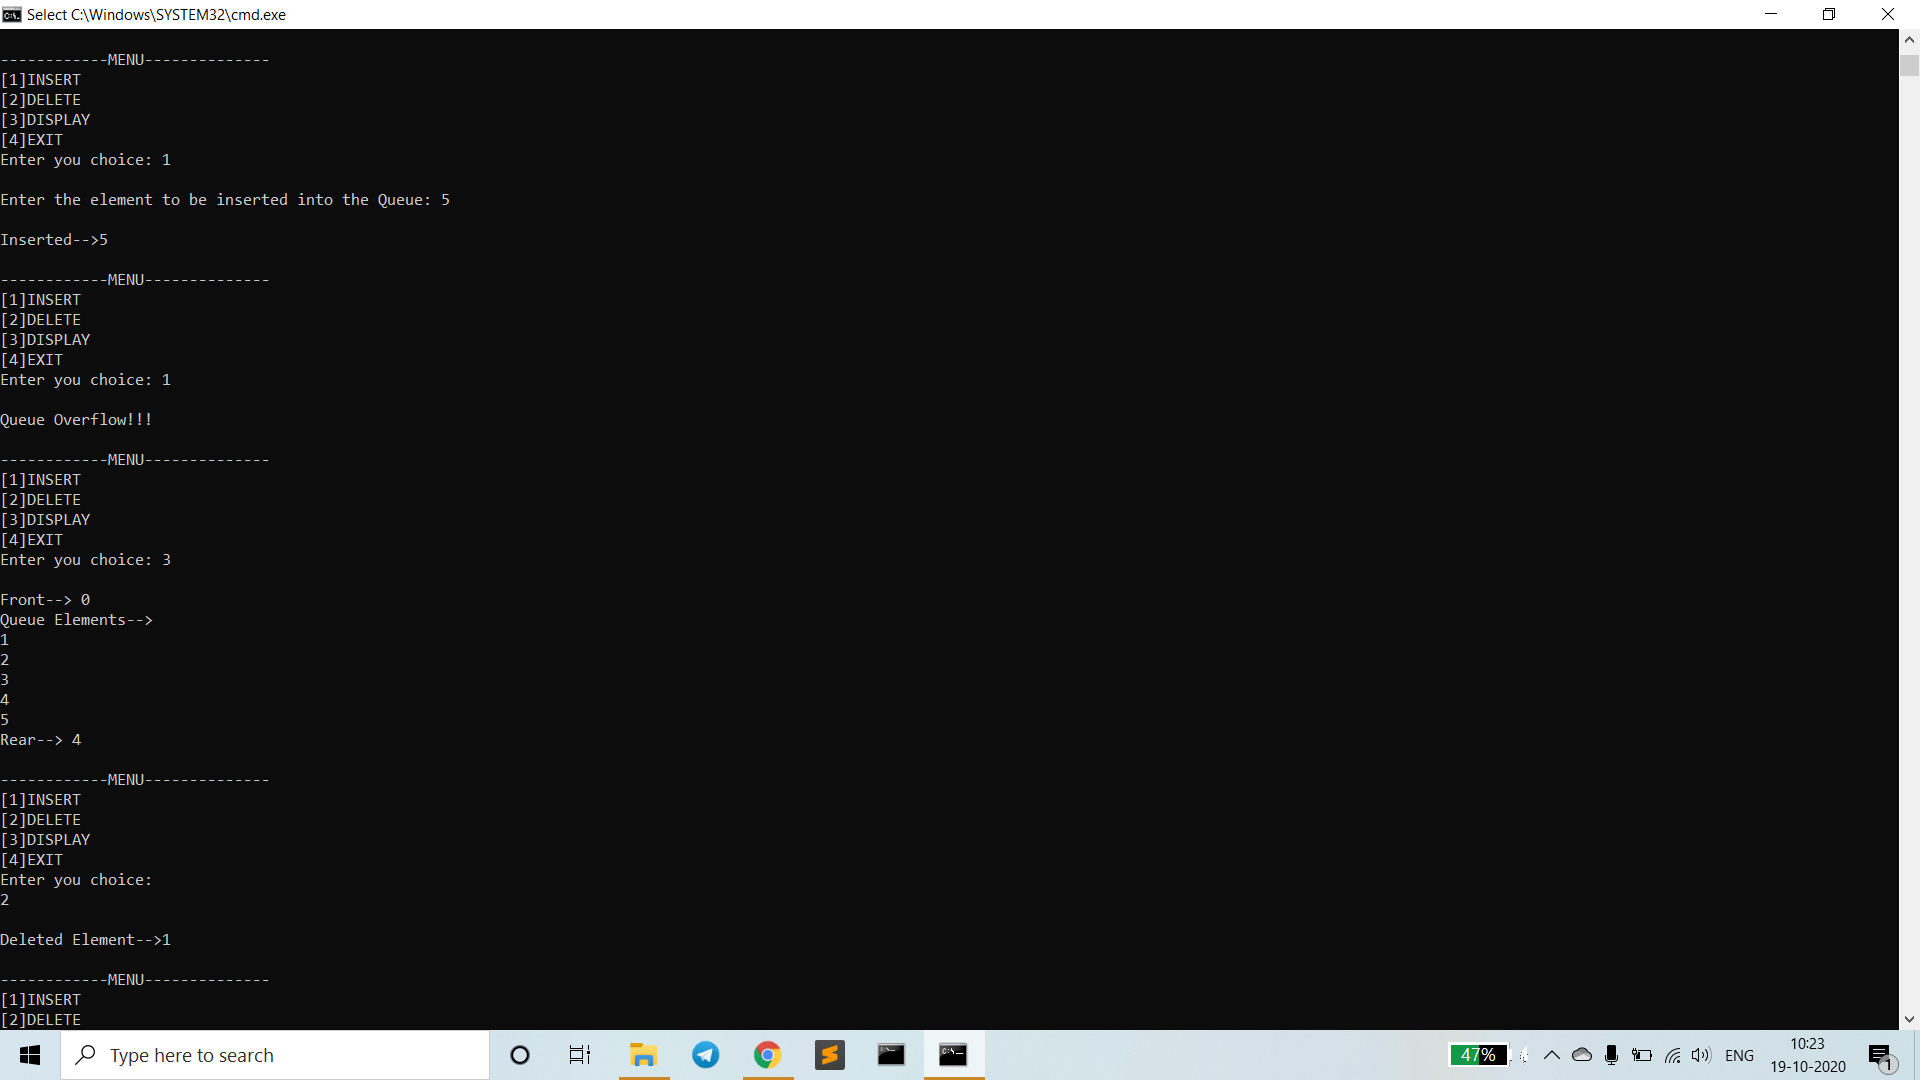 Select C:\Windows\SYSTEM32\cmd.exe
------------MENU--------------
[1]INSERT
[2]DELETE
[3]DISPLAY
[4]EXIT
Enter you choice: 1
Enter the element to be inserted into the Queue: 5
Inserted-->5
------------MENU--------------
[1]INSERT
[2]DELETE
[3]DISPLAY
[4]EXIT
Enter you choice: 1
Queue Overflow!!!
------------MENU--------------
[1]INSERT
[2]DELETE
[3]DISPLAY
[4]EXIT
Enter you choice: 3
Front--> 0
Queue Elements-->
1
2
3
4
5
Rear--> 4
------------MENU--------------
[1]INSERT
[2]DELETE
[3]DISPLAY
[4]EXIT
Enter you choice:
2
Deleted Element-->1
------------MENU--------------
[1]INSERT
[2]DELETE
Type here to search
47%
ENG
10:23
19-10-2020
1